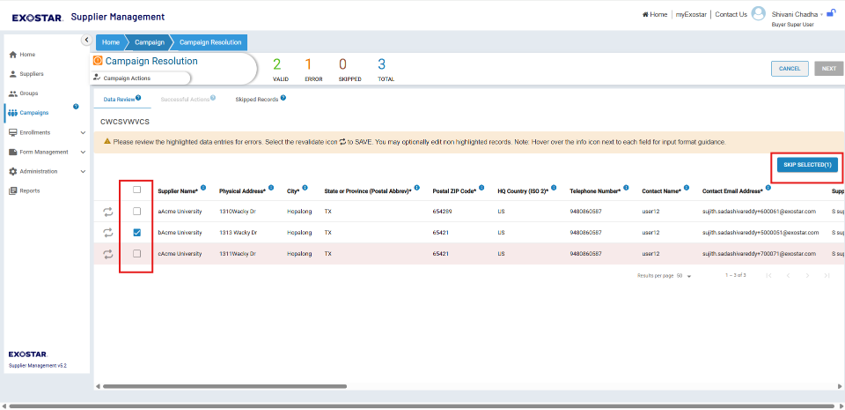 EXOSTAR Supplier Management
Home | myExostar | Contact Us Shivani Chadha
Buyer Super User
Home Campaign Campaign Resolution
Home
Suppliers
Groups
Campaigns
Enrollments
Form Management
Administration
Reports
Campaign Resolution
Campaign Actions
2 1 0 3
VALID ERROR SKIPPED TOTAL
CANCEL NEXT
Data Review Successful Actions Skipped Records
CWCSVWVCS
Please review the highlighted data entries for errors. Select the revalidate icon to SAVE. You may optionally edit non highlighted records. Note: Hover over the info icon next to each field for input format guidance.
SKIP SELECTED(1)
Supplier Name* Physical Address* City* State or Province (Postal Abbrev)* Postal ZIP Code* HQ Country (ISO 2)* Telephone Number* Contact Name* Contact Email Address* Supp
aAcme University 1310Wacky Dr Hopalong TX 654289 US 9480860587 user12 sujith.sadashivareddy+600061@exostar.com S sup
bAcme University 1313 Wacky Dr Hopalong TX 65421 US 9480860587 user12 sujith.sadashivareddy+5000051@exostar.com S sup
cAcme University 1311Wacky Dr Hopalong TX 65421 US 9480860587 user12 sujith.sadashivareddy+700071@exostar.com S sup
Results per page: 50 1 – 3 of 3
EXOSTAR
Supplier Management v5.2